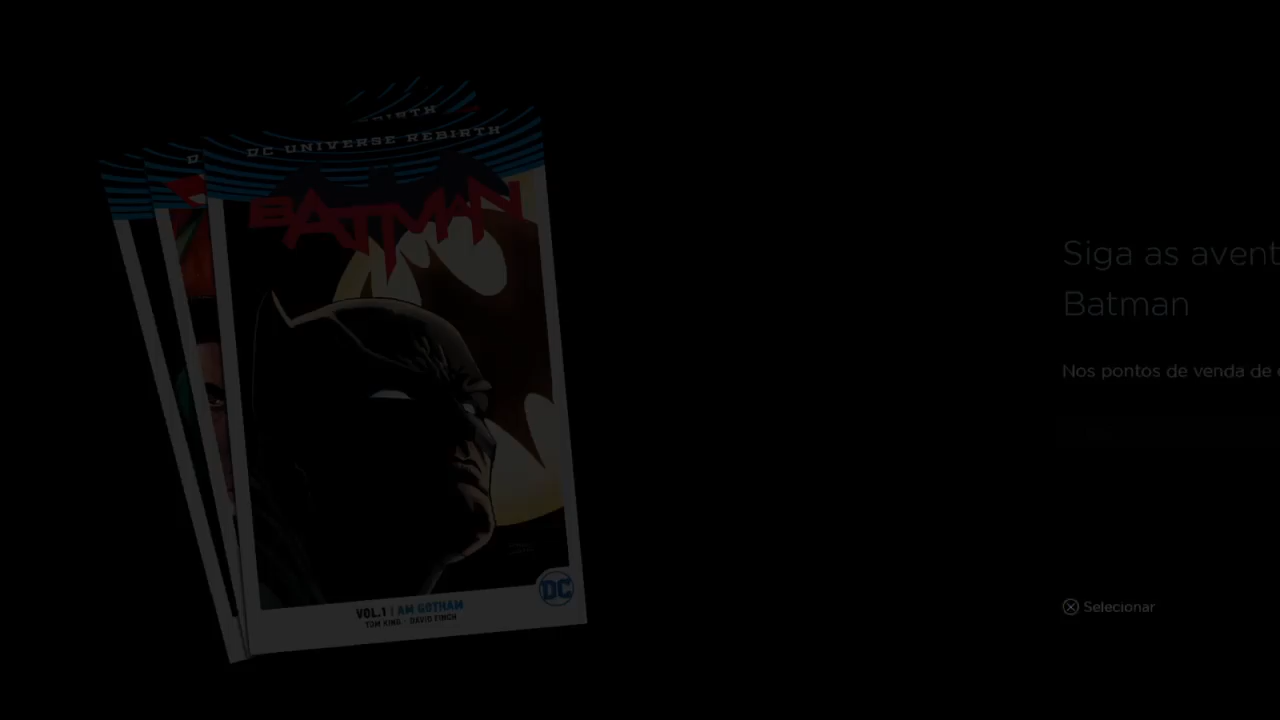 BIRTH
DC UNIVERSE REBIRTH
D
BATMAN
VOL.1 | AM GOTHAM
TOM KING · DAVID FINCH
DC
Siga as avent
Batman
Nos pontos de venda de
Selecionar